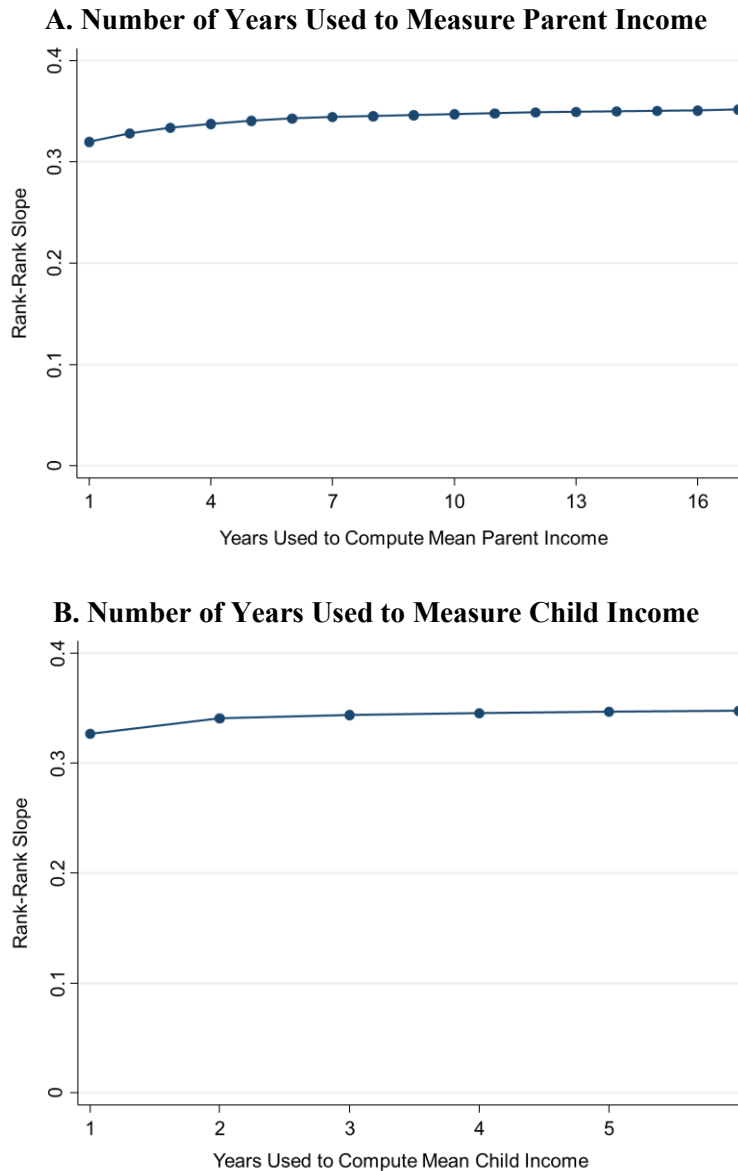 A. Number of Years Used to Measure Parent Income
0.4
0.3
0.2
0.1
0
Rank-Rank Slope
1 4 7 10 13 16
Years Used to Compute Mean Parent Income
B. Number of Years Used to Measure Child Income
0.4
0.3
0.2
0.1
0
Rank-Rank Slope
1 2 3 4 5
Years Used to Compute Mean Child Income